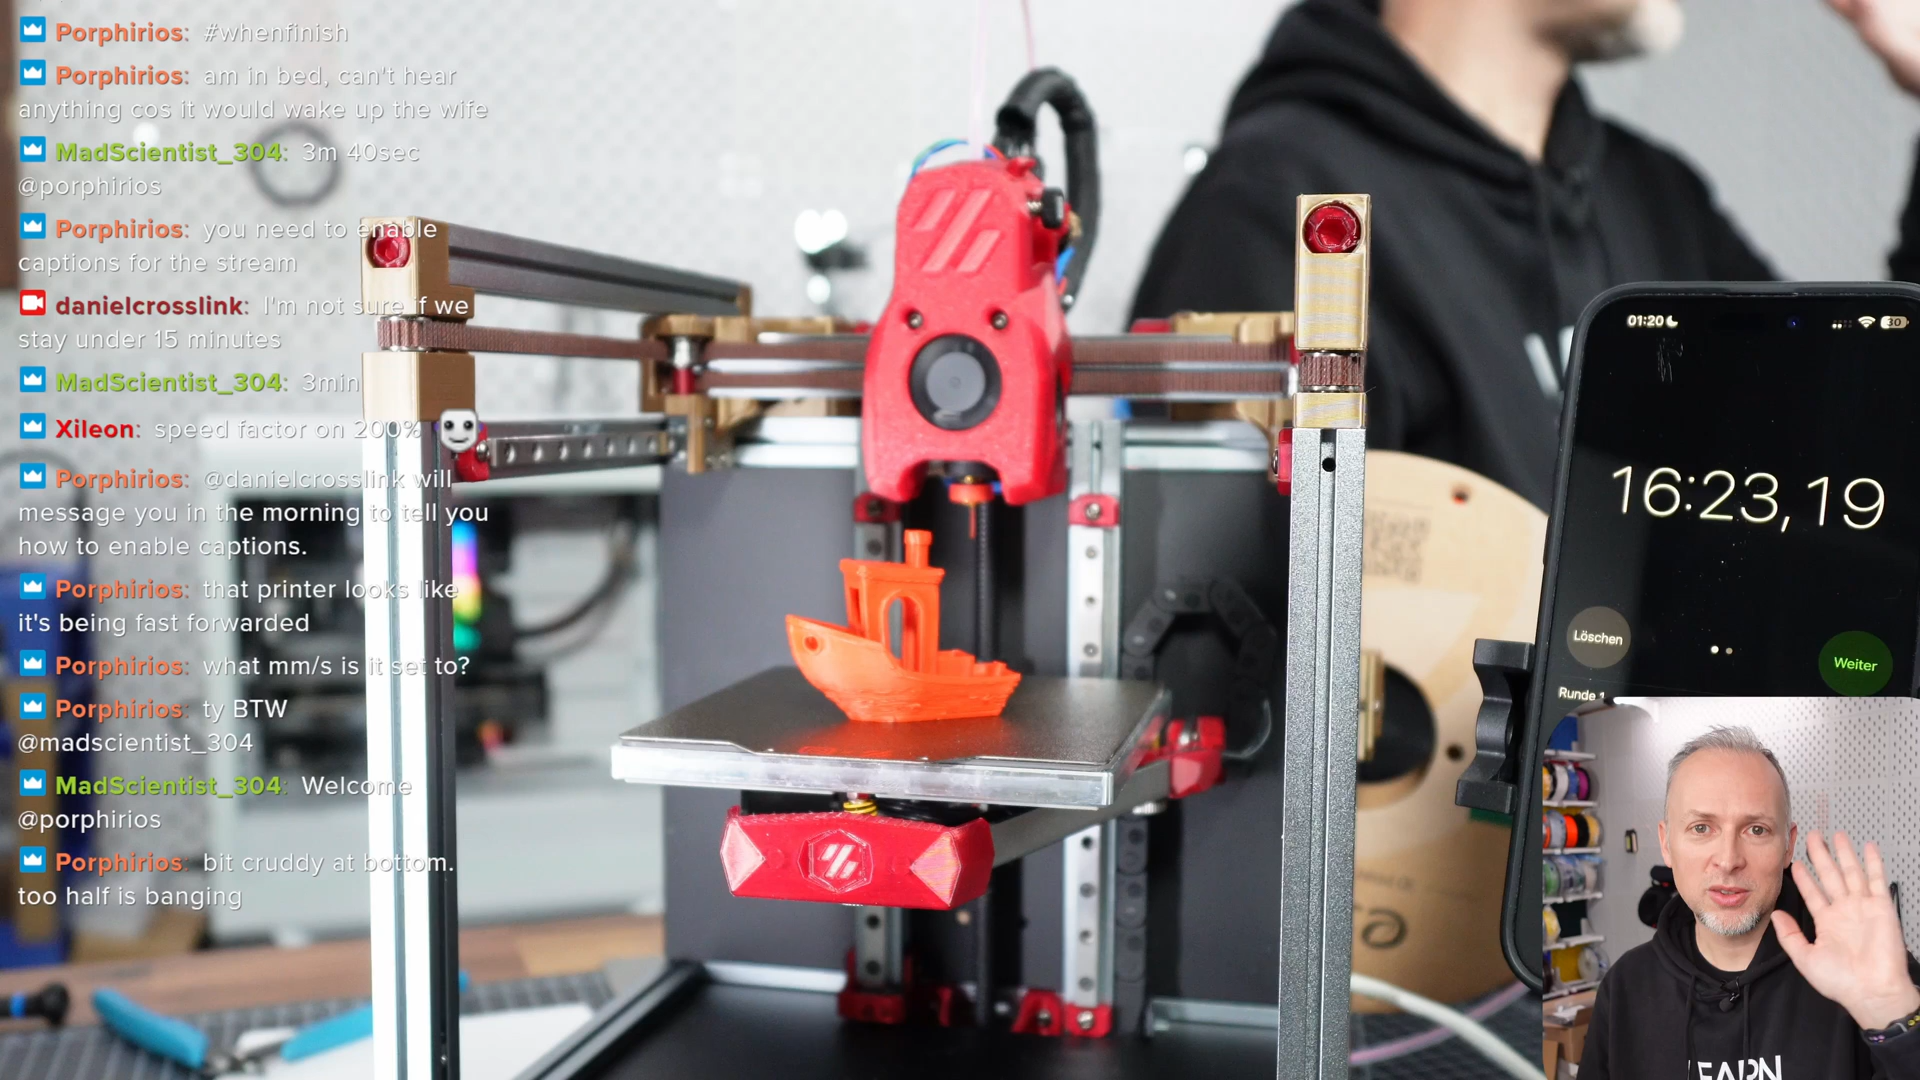 Porphirios: #whenfinish
Porphirios: am in bed, can't hear
anything cos it would wake up the wife
MadScientist_304: 3m 40sec
@porphirios
Porphirios: you need to enable
captions for the stream
danielcrosslink: I'm not sure if we
stay under 15 minutes
MadScientist_304: 3min
Xileon: speed factor on 200%
Porphirios: @danielcrosslink will
message you in the morning to tell you
how to enable captions.
Porphirios: that printer looks like
it's being fast forwarded
Porphirios: what mm/s is it set to?
Porphirios: ty BTW
@madscientist_304
MadScientist_304: Welcome
@porphirios
Porphirios: bit cruddy at bottom.
too half is banging
01:20
30
16:23,19
Löschen
Weiter
Runde 1
LEARN